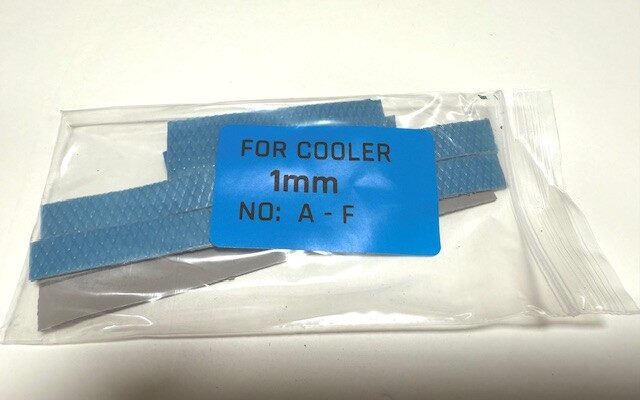 FOR COOLER
1mm
NO: A - F